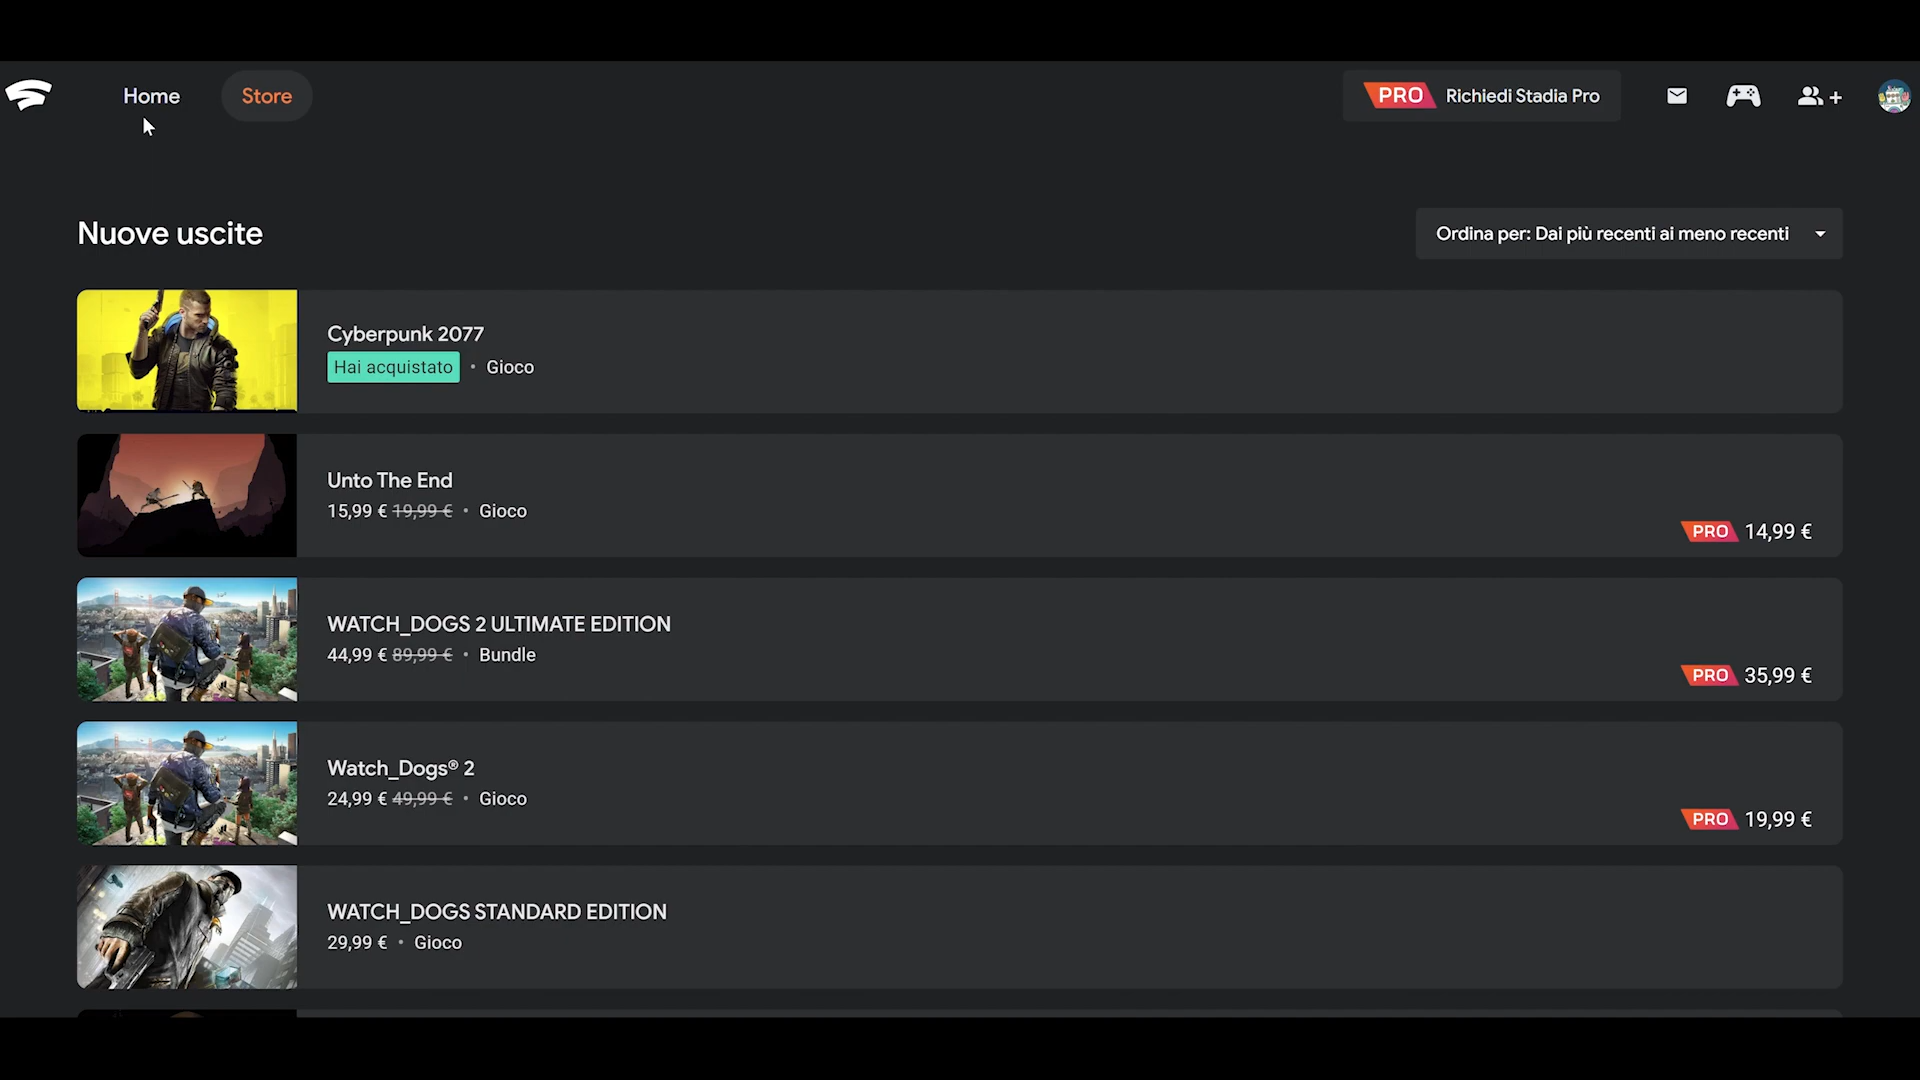 Home
Store
PRO Richiedi Stadia Pro
Nuove uscite
Ordina per: Dai più recenti ai meno recenti
Cyberpunk 2077
Hai acquistato • Gioco
Unto The End
15,99 € 19,99 € • Gioco
PRO 14,99 €
WATCH_DOGS 2 ULTIMATE EDITION
44,99 € 89,99 € • Bundle
PRO 35,99 €
Watch_Dogs® 2
24,99 € 49,99 € • Gioco
PRO 19,99 €
WATCH_DOGS STANDARD EDITION
29,99 € • Gioco